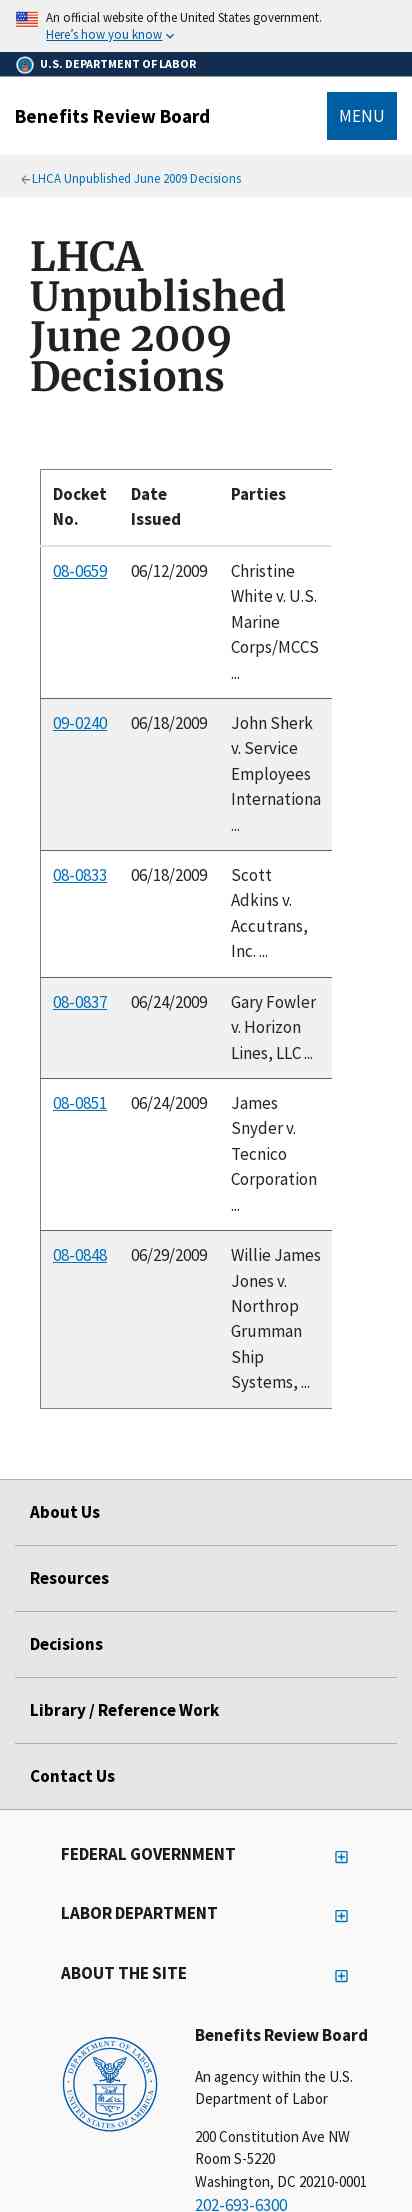 An official website of the United States government.
Here's how you know
U.S. DEPARTMENT OF LABOR
Benefits Review Board
MENU
LHCA Unpublished June 2009 Decisions
LHCA
Unpublished
June 2009
Decisions
Docket No.
Date Issued
Parties
08-0659
06/12/2009
Christine
White v. U.S.
Marine
Corps/MCCS
...
09-0240
06/18/2009
John Sherk
v. Service
Employees
Internationa
...
08-0833
06/18/2009
Scott
Adkins v.
Accutrans,
Inc. ...
08-0837
06/24/2009
Gary Fowler
v. Horizon
Lines, LLC ...
08-0851
06/24/2009
James
Snyder v.
Tecnico
Corporation
...
08-0848
06/29/2009
Willie James
Jones v.
Northrop
Grumman
Ship
Systems, ...
About Us
Resources
Decisions
Library / Reference Work
Contact Us
FEDERAL GOVERNMENT
LABOR DEPARTMENT
ABOUT THE SITE
DEPARTMENT OF LABOR
UNITED STATES OF AMERICA
Benefits Review Board
An agency within the U.S.
Department of Labor
200 Constitution Ave NW
Room S-5220
Washington, DC 20210-0001
202-693-6300